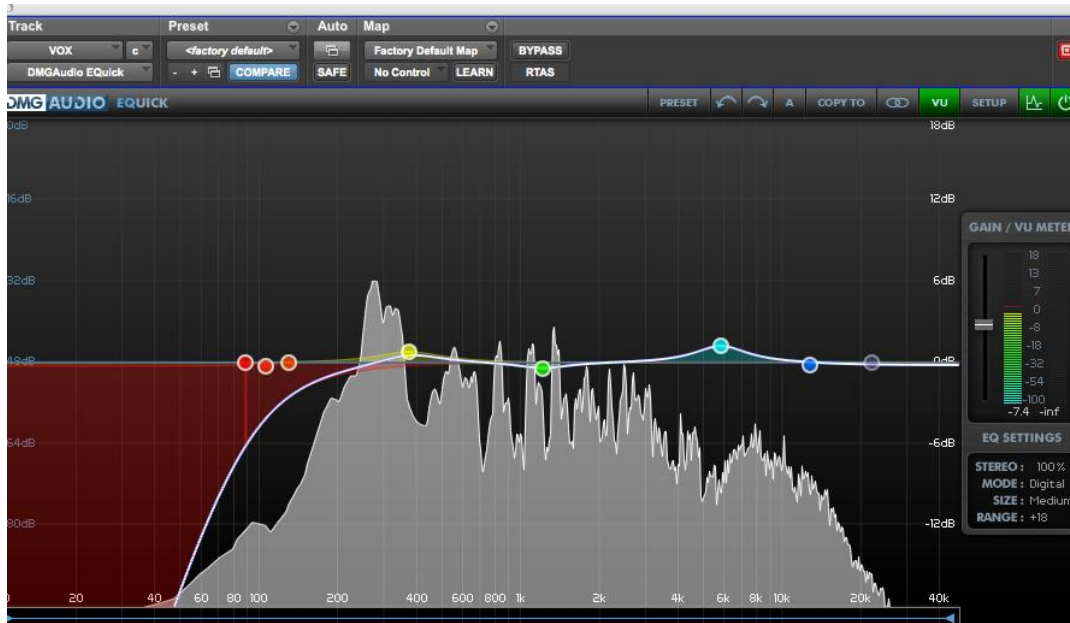 Track Preset Auto Map
VOX c <factory default> Factory Default Map BYPASS
DMGAudio EQuick - + COMPARE SAFE No Control LEARN RTAS
DMG AUDIO EQUICK PRESET A COPY TO VU SETUP
0dB 18dB
16dB 12dB
32dB 6dB
48dB 0dB
64dB -6dB
80dB -12dB
20 40 60 80 100 200 400 600 800 1k 2k 4k 6k 8k 10k 20k 40k
GAIN / VU METER
18
13
7
0
-8
-18
-32
-54
-100
-7.4 -inf
EQ SETTINGS
STEREO: 100%
MODE: Digital
SIZE: Medium
RANGE: +18